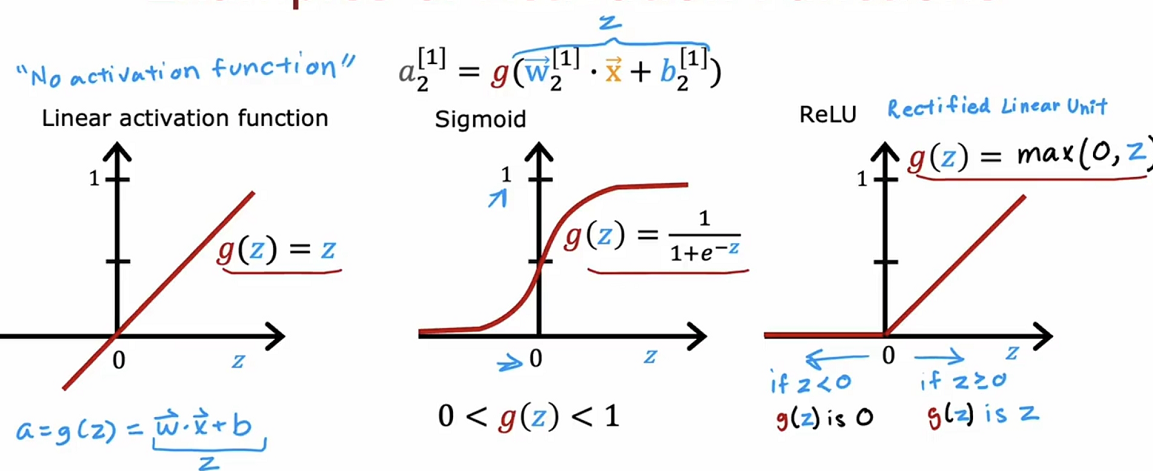 z
"No activation function"
a₂^[1] = g(w⃗₂^[1] · x⃗ + b₂^[1])
Linear activation function
1
g(z) = z
0
z
a = g(z) = w⃗·x⃗+b
z
Sigmoid
1
g(z) = 1/(1+e^−z)
0
z
0 < g(z) < 1
ReLU
Rectified Linear Unit
g(z) = max(0, z)
1
0
z
if z<0
g(z) is 0
if z≥0
g(z) is z